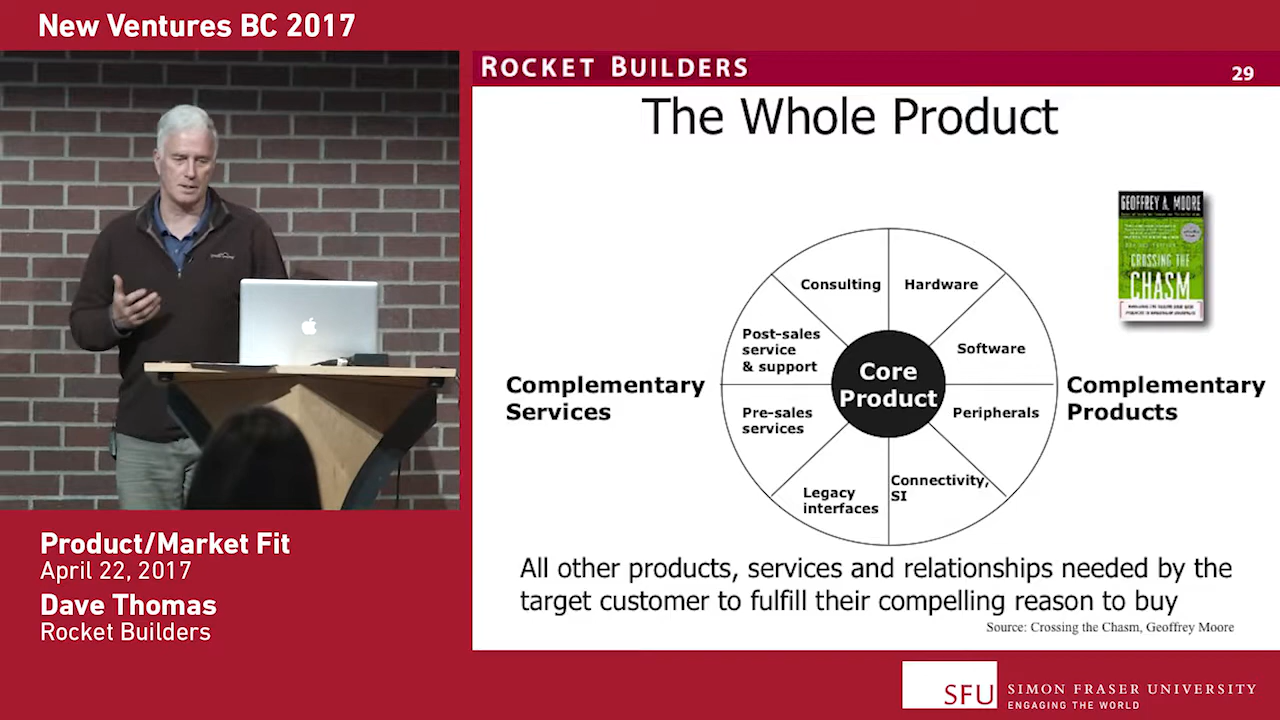 New Ventures BC 2017
ROCKET BUILDERS
29
The Whole Product
GEOFFREY A. MOORE
CROSSING THE
CHASM
Consulting
Hardware
Post-sales
service
& support
Software
Core
Product
Complementary
Services
Complementary
Products
Pre-sales
services
Peripherals
Legacy
interfaces
Connectivity,
SI
All other products, services and relationships needed by the
target customer to fulfill their compelling reason to buy
Source: Crossing the Chasm, Geoffrey Moore
Product/Market Fit
April 22, 2017
Dave Thomas
Rocket Builders
SFU
SIMON FRASER UNIVERSITY
ENGAGING THE WORLD